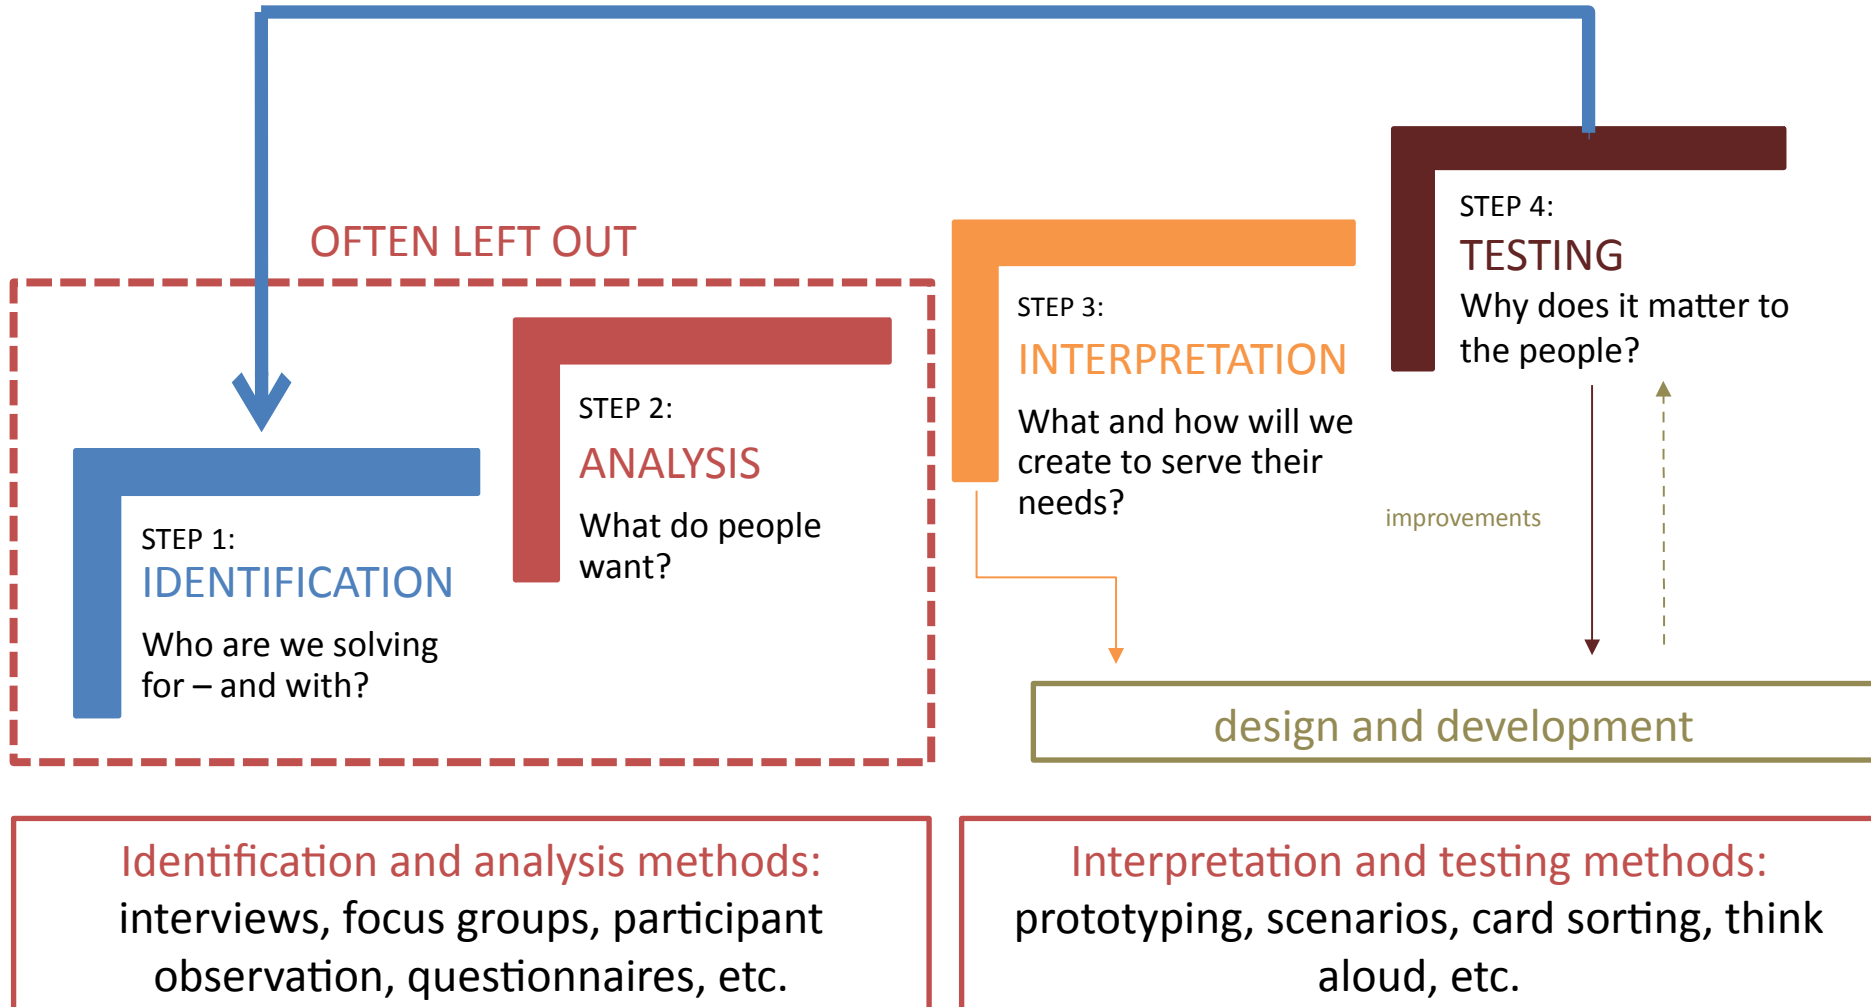 OFTEN LEFT OUT
STEP 1:
IDENTIFICATION
Who are we solving
for – and with?
STEP 2:
ANALYSIS
What do people
want?
STEP 3:
INTERPRETATION
What and how will we
create to serve their
needs?
STEP 4:
TESTING
Why does it matter to
the people?
improvements
design and development
Identification and analysis methods:
interviews, focus groups, participant
observation, questionnaires, etc.
Interpretation and testing methods:
prototyping, scenarios, card sorting, think
aloud, etc.